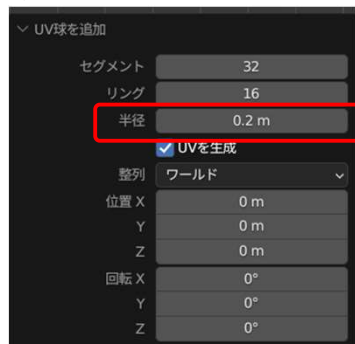 UV球を追加
セグメント 32
リング 16
半径 0.2 m
UVを生成
整列 ワールド
位置 X 0 m
Y 0 m
Z 0 m
回転 X 0°
Y 0°
Z 0°